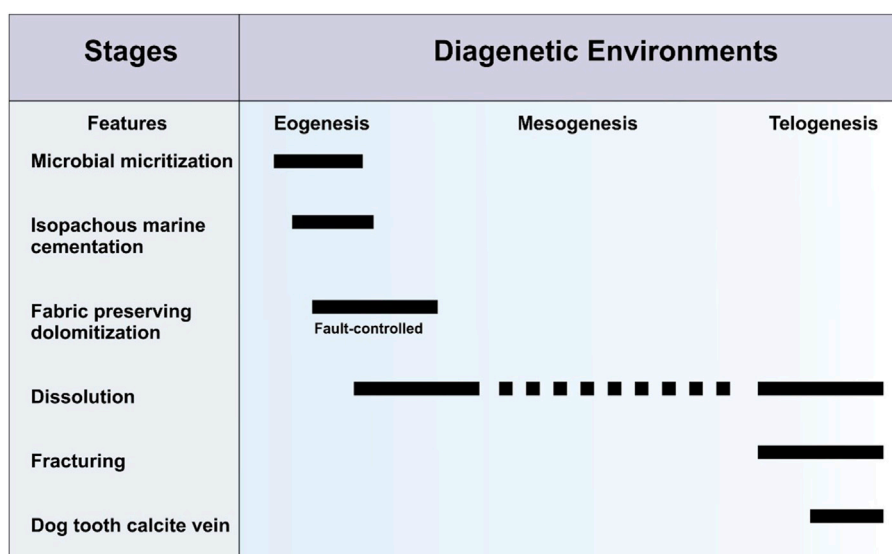 Stages
Diagenetic Environments
Features
Eogenesis
Mesogenesis
Telogenesis
Microbial micritization
Isopachous marine
cementation
Fabric preserving
dolomitization
Fault-controlled
Dissolution
Fracturing
Dog tooth calcite vein